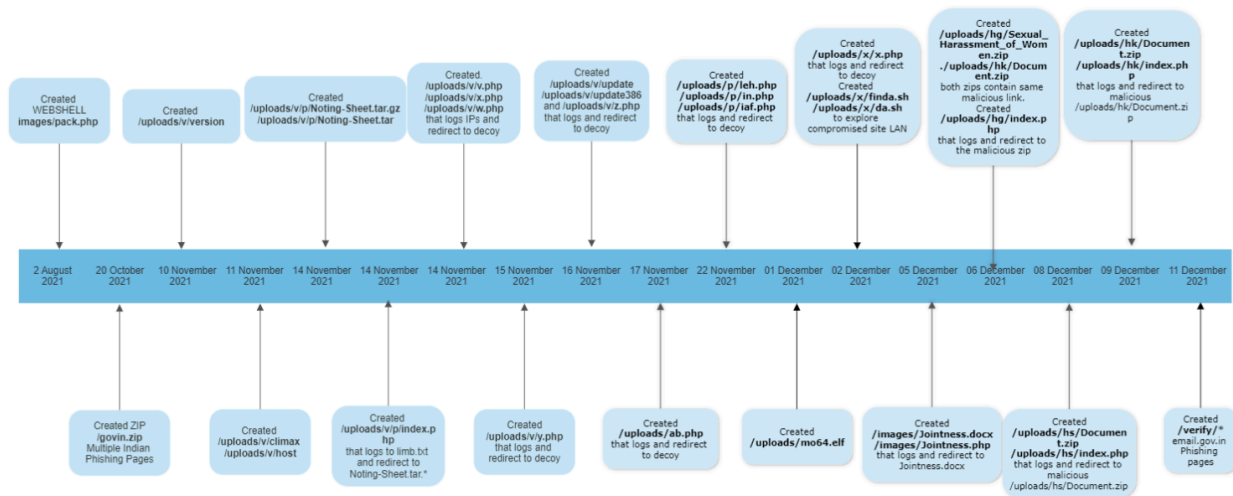 Created
WEBSHELL
images/pack.php
Created
/uploads/v/version
Created
/uploads/v/p/Noting-Sheet.tar.gz
/uploads/v/p/Noting-Sheet.tar
Created.
/uploads/v/v.php
/uploads/v/x.php
/uploads/v/w.php
that logs IPs and
redirect to decoy
Created
/uploads/v/update
/uploads/v/update386
and /uploads/v/z.php
that logs and redirect to
decoy
Created
/uploads/p/leh.php
/uploads/p/in.php
/uploads/p/iaf.php
that logs and redirect
to decoy
Created
/uploads/x/x.php
that logs and redirect
to decoy
Created
/uploads/x/finda.sh
/uploads/x/da.sh
to explore
compromised site LAN
Created
/uploads/hg/Sexual_
Harassment_of_Wo
men.zip
./uploads/hk/Docum
ent.zip
both zips contain same
malicious link.
Created
/uploads/hg/index.p
hp
that logs and redirect to
the malicious zip
Created
/uploads/hk/Documen
t.zip
/uploads/hk/index.ph
p
that logs and redirect to
malicious
/uploads/hk/Document.zi
p
2 August
2021
20 October
2021
10 November
2021
11 November
2021
14 November
2021
14 November
2021
14 November
2021
15 November
2021
16 November
2021
17 November
2021
22 November
2021
01 December
2021
02 December
2021
05 December
2021
06 December
2021
08 December
2021
09 December
2021
11 December
2021
Created ZIP
/govin.zip
Multiple Indian
Phishing Pages
Created
/uploads/v/climax
/uploads/v/host
Created
/uploads/v/p/index.p
hp
that logs to limb.txt
and redirect to
Noting-Sheet.tar.*
Created
/uploads/v/y.php
that logs and
redirect to decoy
Created
/uploads/ab.php
that logs and redirect
to decoy
Created
/uploads/mo64.elf
Created
/images/Jointness.docx
/images/Jointness.php
that logs and redirect to
Jointness.docx
Created
/uploads/hs/Docume
nt.zip
/uploads/hs/index.php
that logs and redirect to
malicious
/uploads/hs/Document.zip
Created
/verify/*
email.gov.in
Phishing
pages